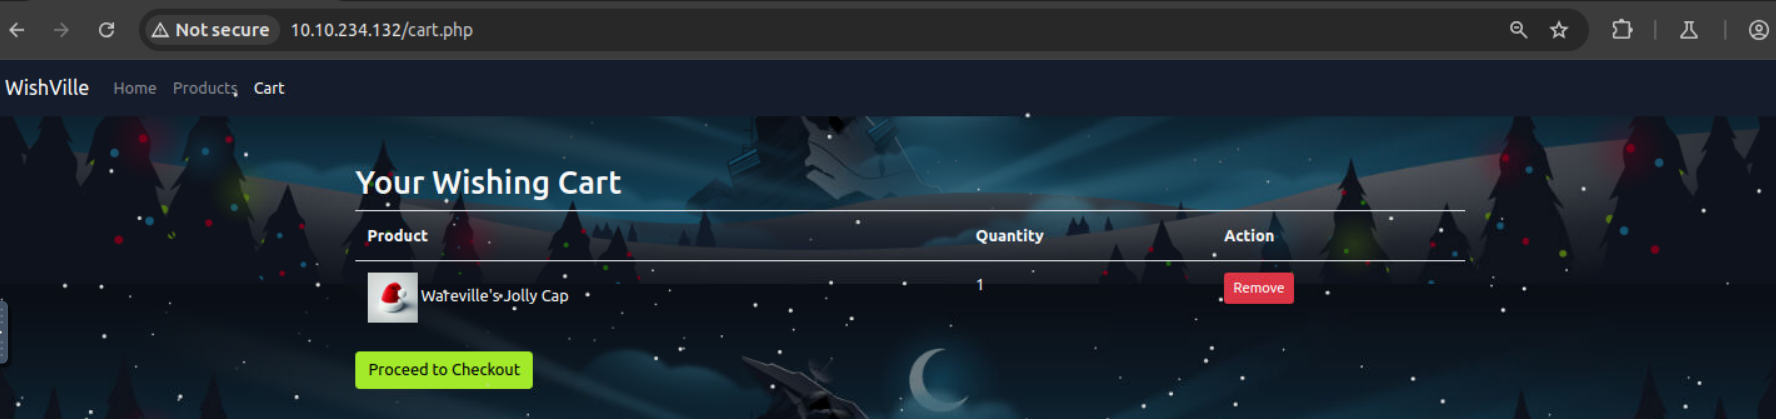 Not secure 10.10.234.132/cart.php
WishVille Home Products Cart
Your Wishing Cart
Product Quantity Action
Wareville's Jolly Cap 1 Remove
Proceed to Checkout